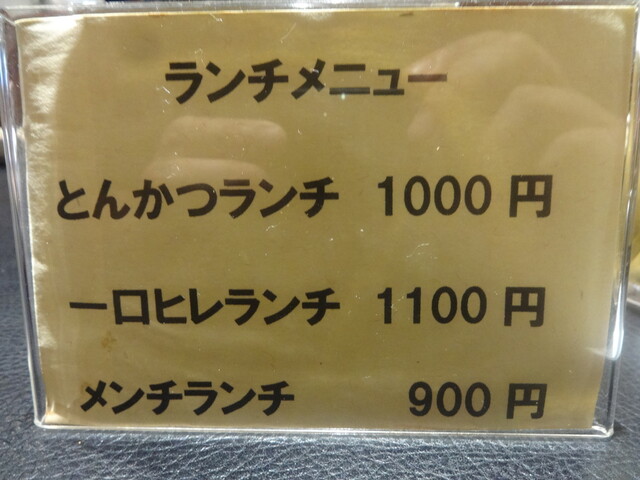 ランチメニュー
とんかつランチ 1000 円
一口ヒレランチ 1100 円
メンチランチ 900 円